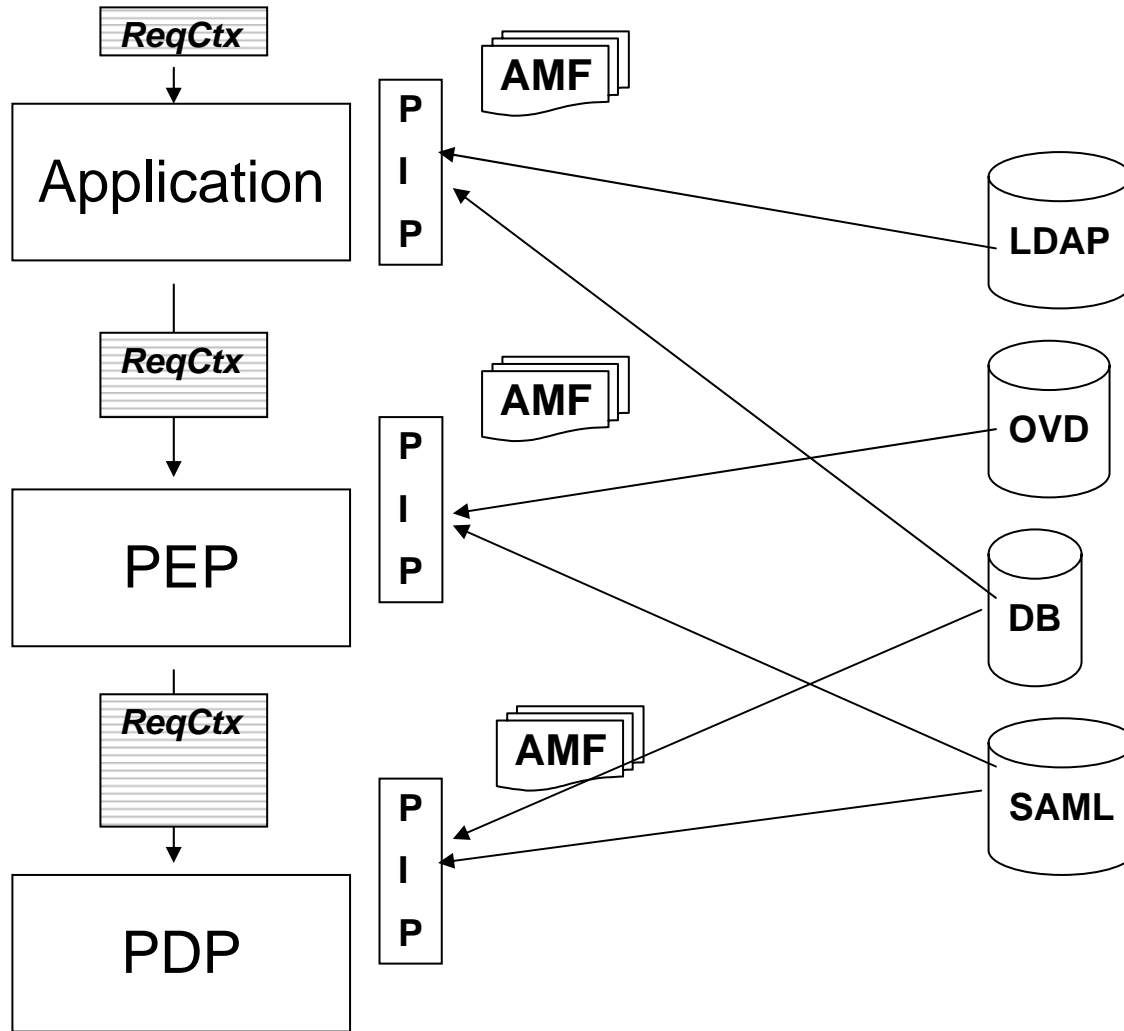 ReqCtx
AMF
P
I
P
Application
LDAP
ReqCtx
AMF
OVD
P
I
P
PEP
DB
ReqCtx
AMF
SAML
P
I
P
PDP